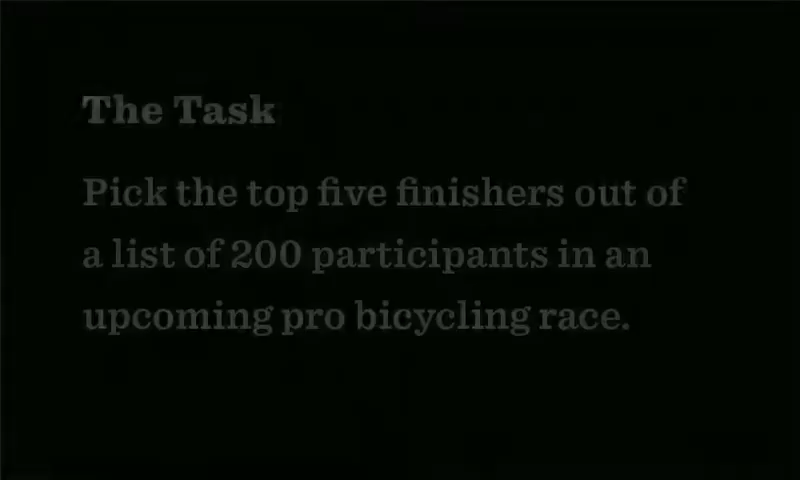 The Task
Pick the top five finishers out of
a list of 200 participants in an
upcoming pro bicycling race.